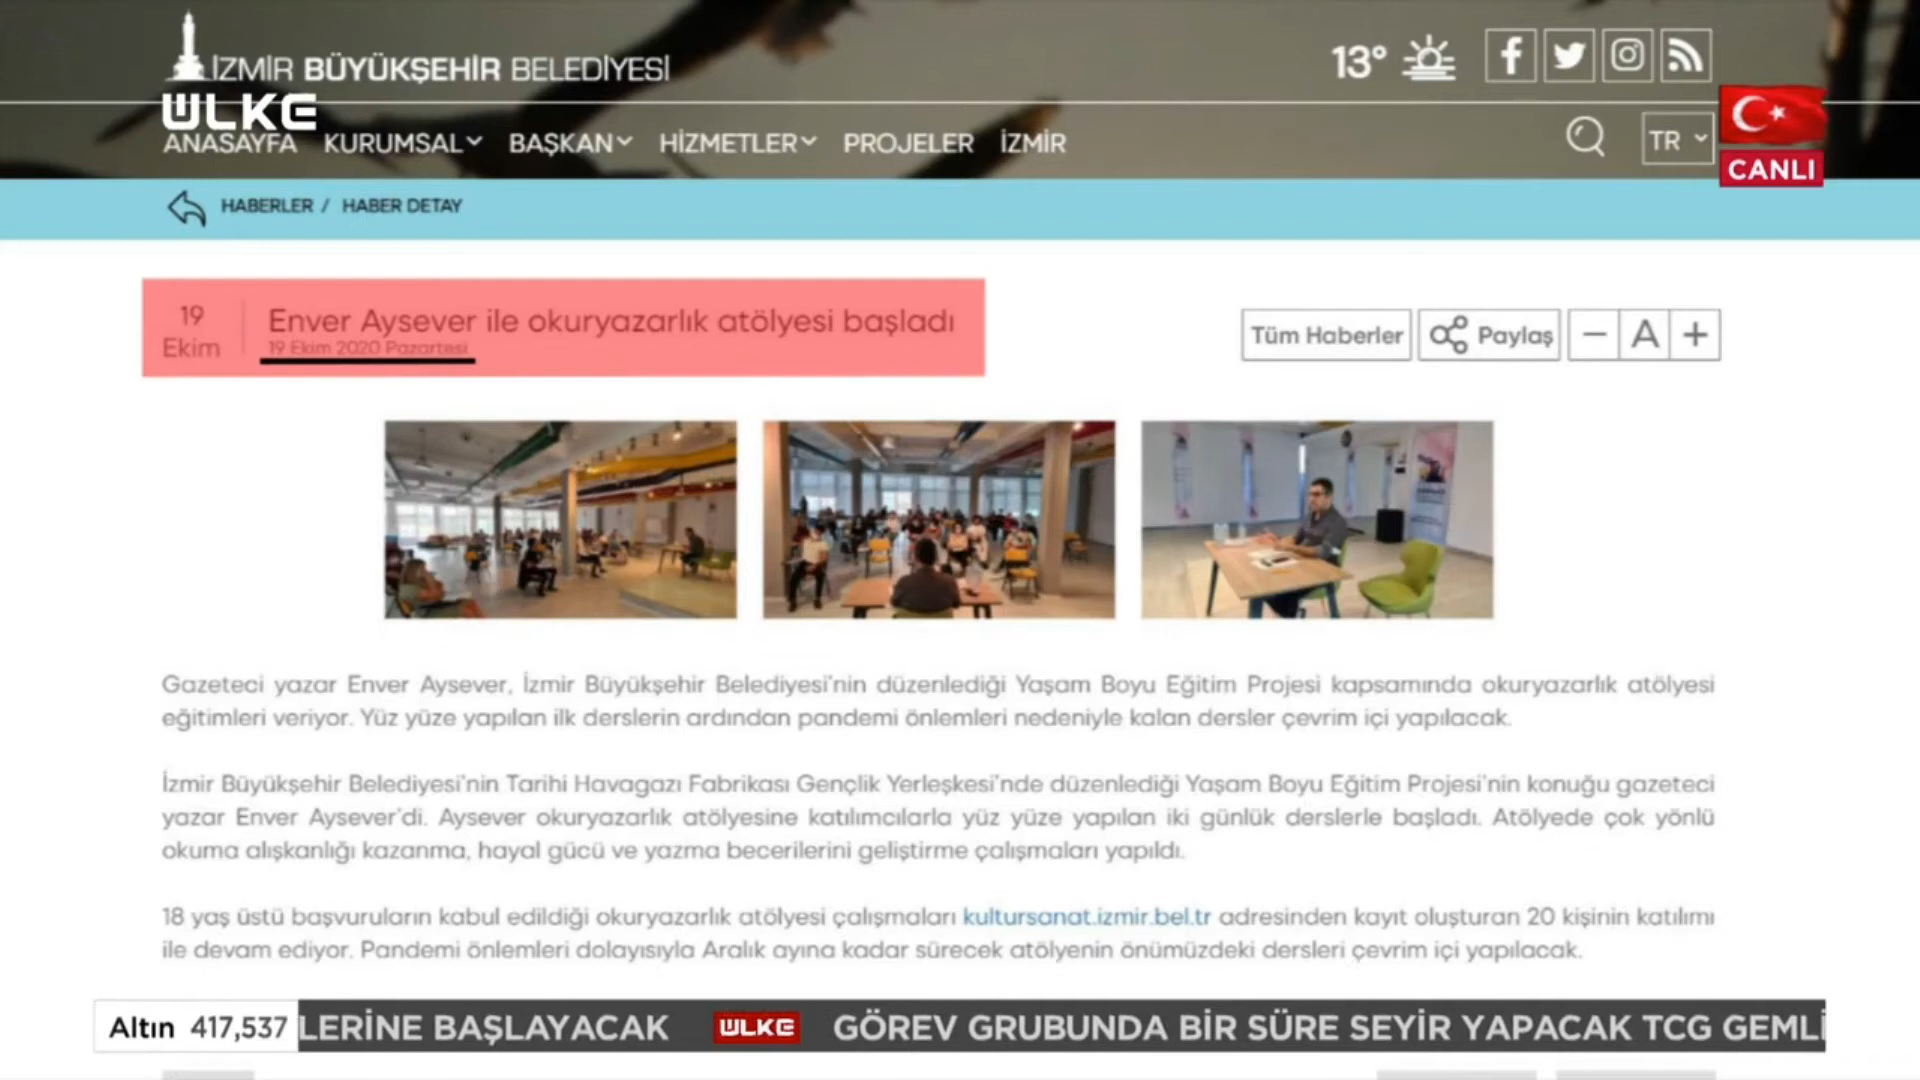 İZMİR BÜYÜKŞEHİR BELEDİYESİ
13°
ÜLKE
ANASAYFA KURUMSAL BAŞKAN HİZMETLER PROJELER İZMİR
TR
CANLI
HABERLER / HABER DETAY
19 Ekim
Enver Aysever ile okuryazarlık atölyesi başladı
19 Ekim 2020 Pazartesi
Tüm Haberler Paylaş − A +
Gazeteci yazar Enver Aysever, İzmir Büyükşehir Belediyesi'nin düzenlediği Yaşam Boyu Eğitim Projesi kapsamında okuryazarlık atölyesi
eğitimleri veriyor. Yüz yüze yapılan ilk derslerin ardından pandemi önlemleri nedeniyle kalan dersler çevrim içi yapılacak.
İzmir Büyükşehir Belediyesi'nin Tarihi Havagazı Fabrikası Gençlik Yerleşkesi'nde düzenlediği Yaşam Boyu Eğitim Projesi'nin konuğu gazeteci
yazar Enver Aysever'di. Aysever okuryazarlık atölyesine katılımcılarla yüz yüze yapılan iki günlük derslerle başladı. Atölyede çok yönlü
okuma alışkanlığı kazanma, hayal gücü ve yazma becerilerini geliştirme çalışmaları yapıldı.
18 yaş üstü başvuruların kabul edildiği okuryazarlık atölyesi çalışmaları kultursanat.izmir.bel.tr adresinden kayıt oluşturan 20 kişinin katılımı
ile devam ediyor. Pandemi önlemleri dolayısıyla Aralık ayına kadar sürecek atölyenin önümüzdeki dersleri çevrim içi yapılacak.
Altın 417,537 LERİNE BAŞLAYACAK ÜLKE GÖREV GRUBUNDA BİR SÜRE SEYİR YAPACAK TCG GEMLİ